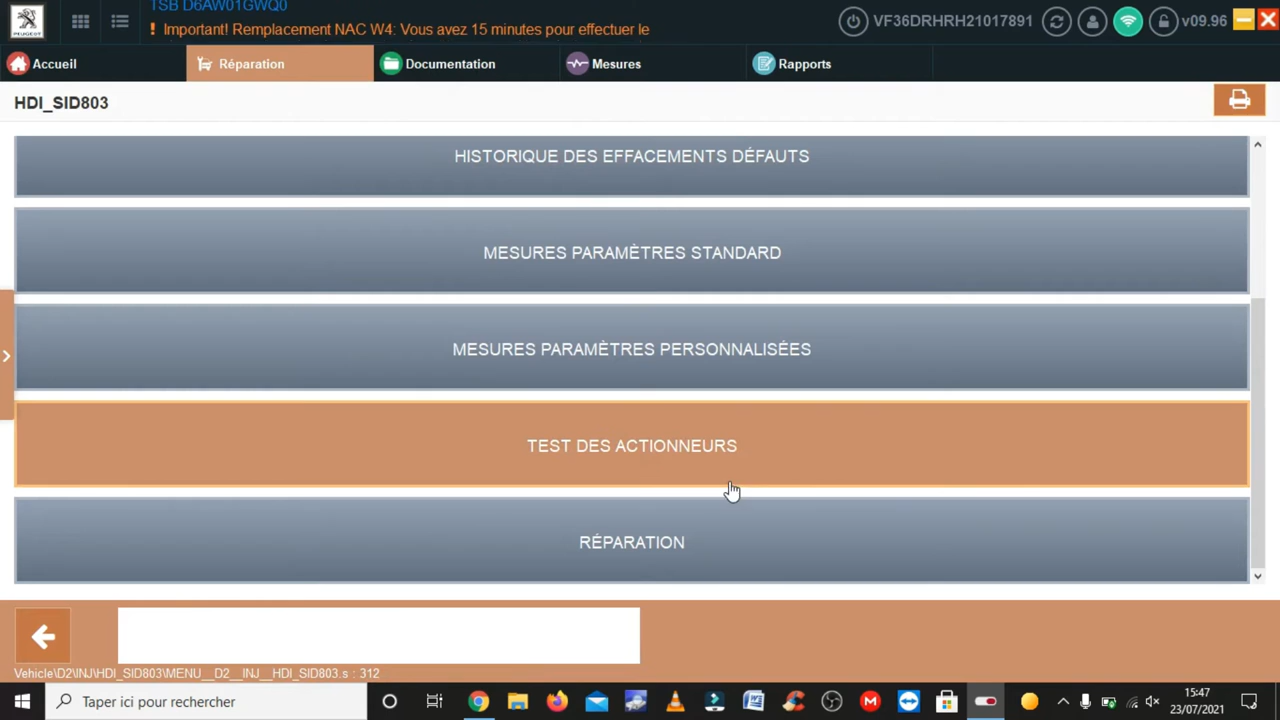 TSB D6AW01GWQ0
! Important! Remplacement NAC W4: Vous avez 15 minutes pour effectuer le
PEUGEOT
VF36DRHRH21017891
v09.96
Accueil
Réparation
Documentation
Mesures
Rapports
HDI_SID803
HISTORIQUE DES EFFACEMENTS DÉFAUTS
MESURES PARAMÈTRES STANDARD
MESURES PARAMÈTRES PERSONNALISÉES
TEST DES ACTIONNEURS
RÉPARATION
Vehicle\D2\INJ\HDI_SID803\MENU__D2__INJ__HDI_SID803.s : 312
Taper ici pour rechercher
15:47
23/07/2021